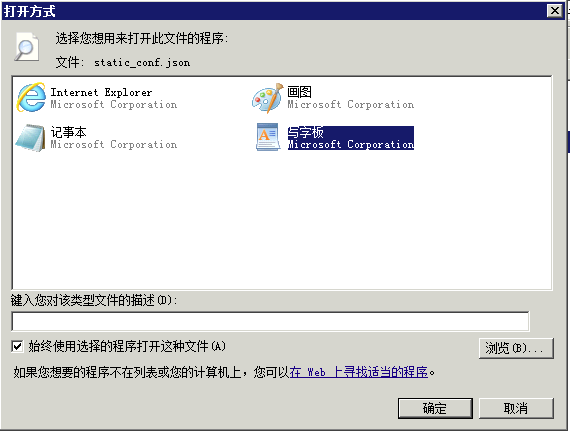 打开方式
选择您想用来打开此文件的程序:
文件: static_conf.json
Internet Explorer
Microsoft Corporation
画图
Microsoft Corporation
记事本
Microsoft Corporation
写字板
Microsoft Corporation
键入您对该类型文件的描述(D):
始终使用选择的程序打开这种文件(A)
浏览(B)...
如果您想要的程序不在列表或您的计算机上，您可以在 Web 上寻找适当的程序。
确定
取消